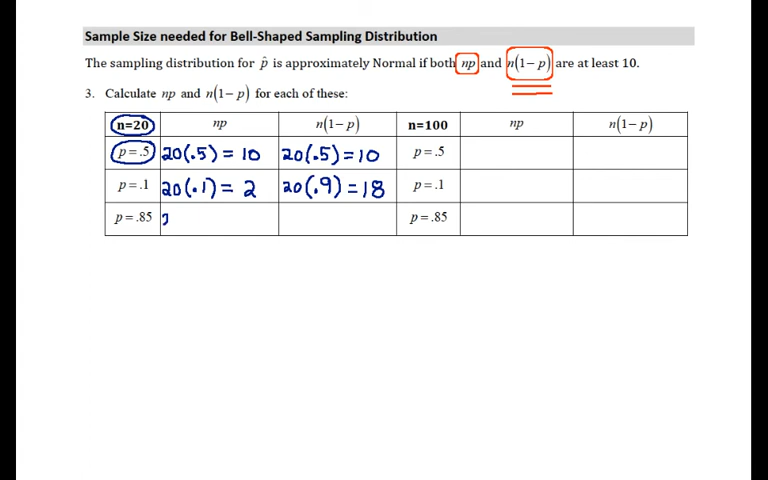 Sample Size needed for Bell-Shaped Sampling Distribution
The sampling distribution for p̂ is approximately Normal if both np and n(1−p) are at least 10.
3. Calculate np and n(1−p) for each of these:
n=20 np n(1−p) n=100 np n(1−p)
p=.5 20(.5)=10 20(.5)=10 p=.5
p=.1 20(.1)=2 20(.9)=18 p=.1
p=.85 p=.85